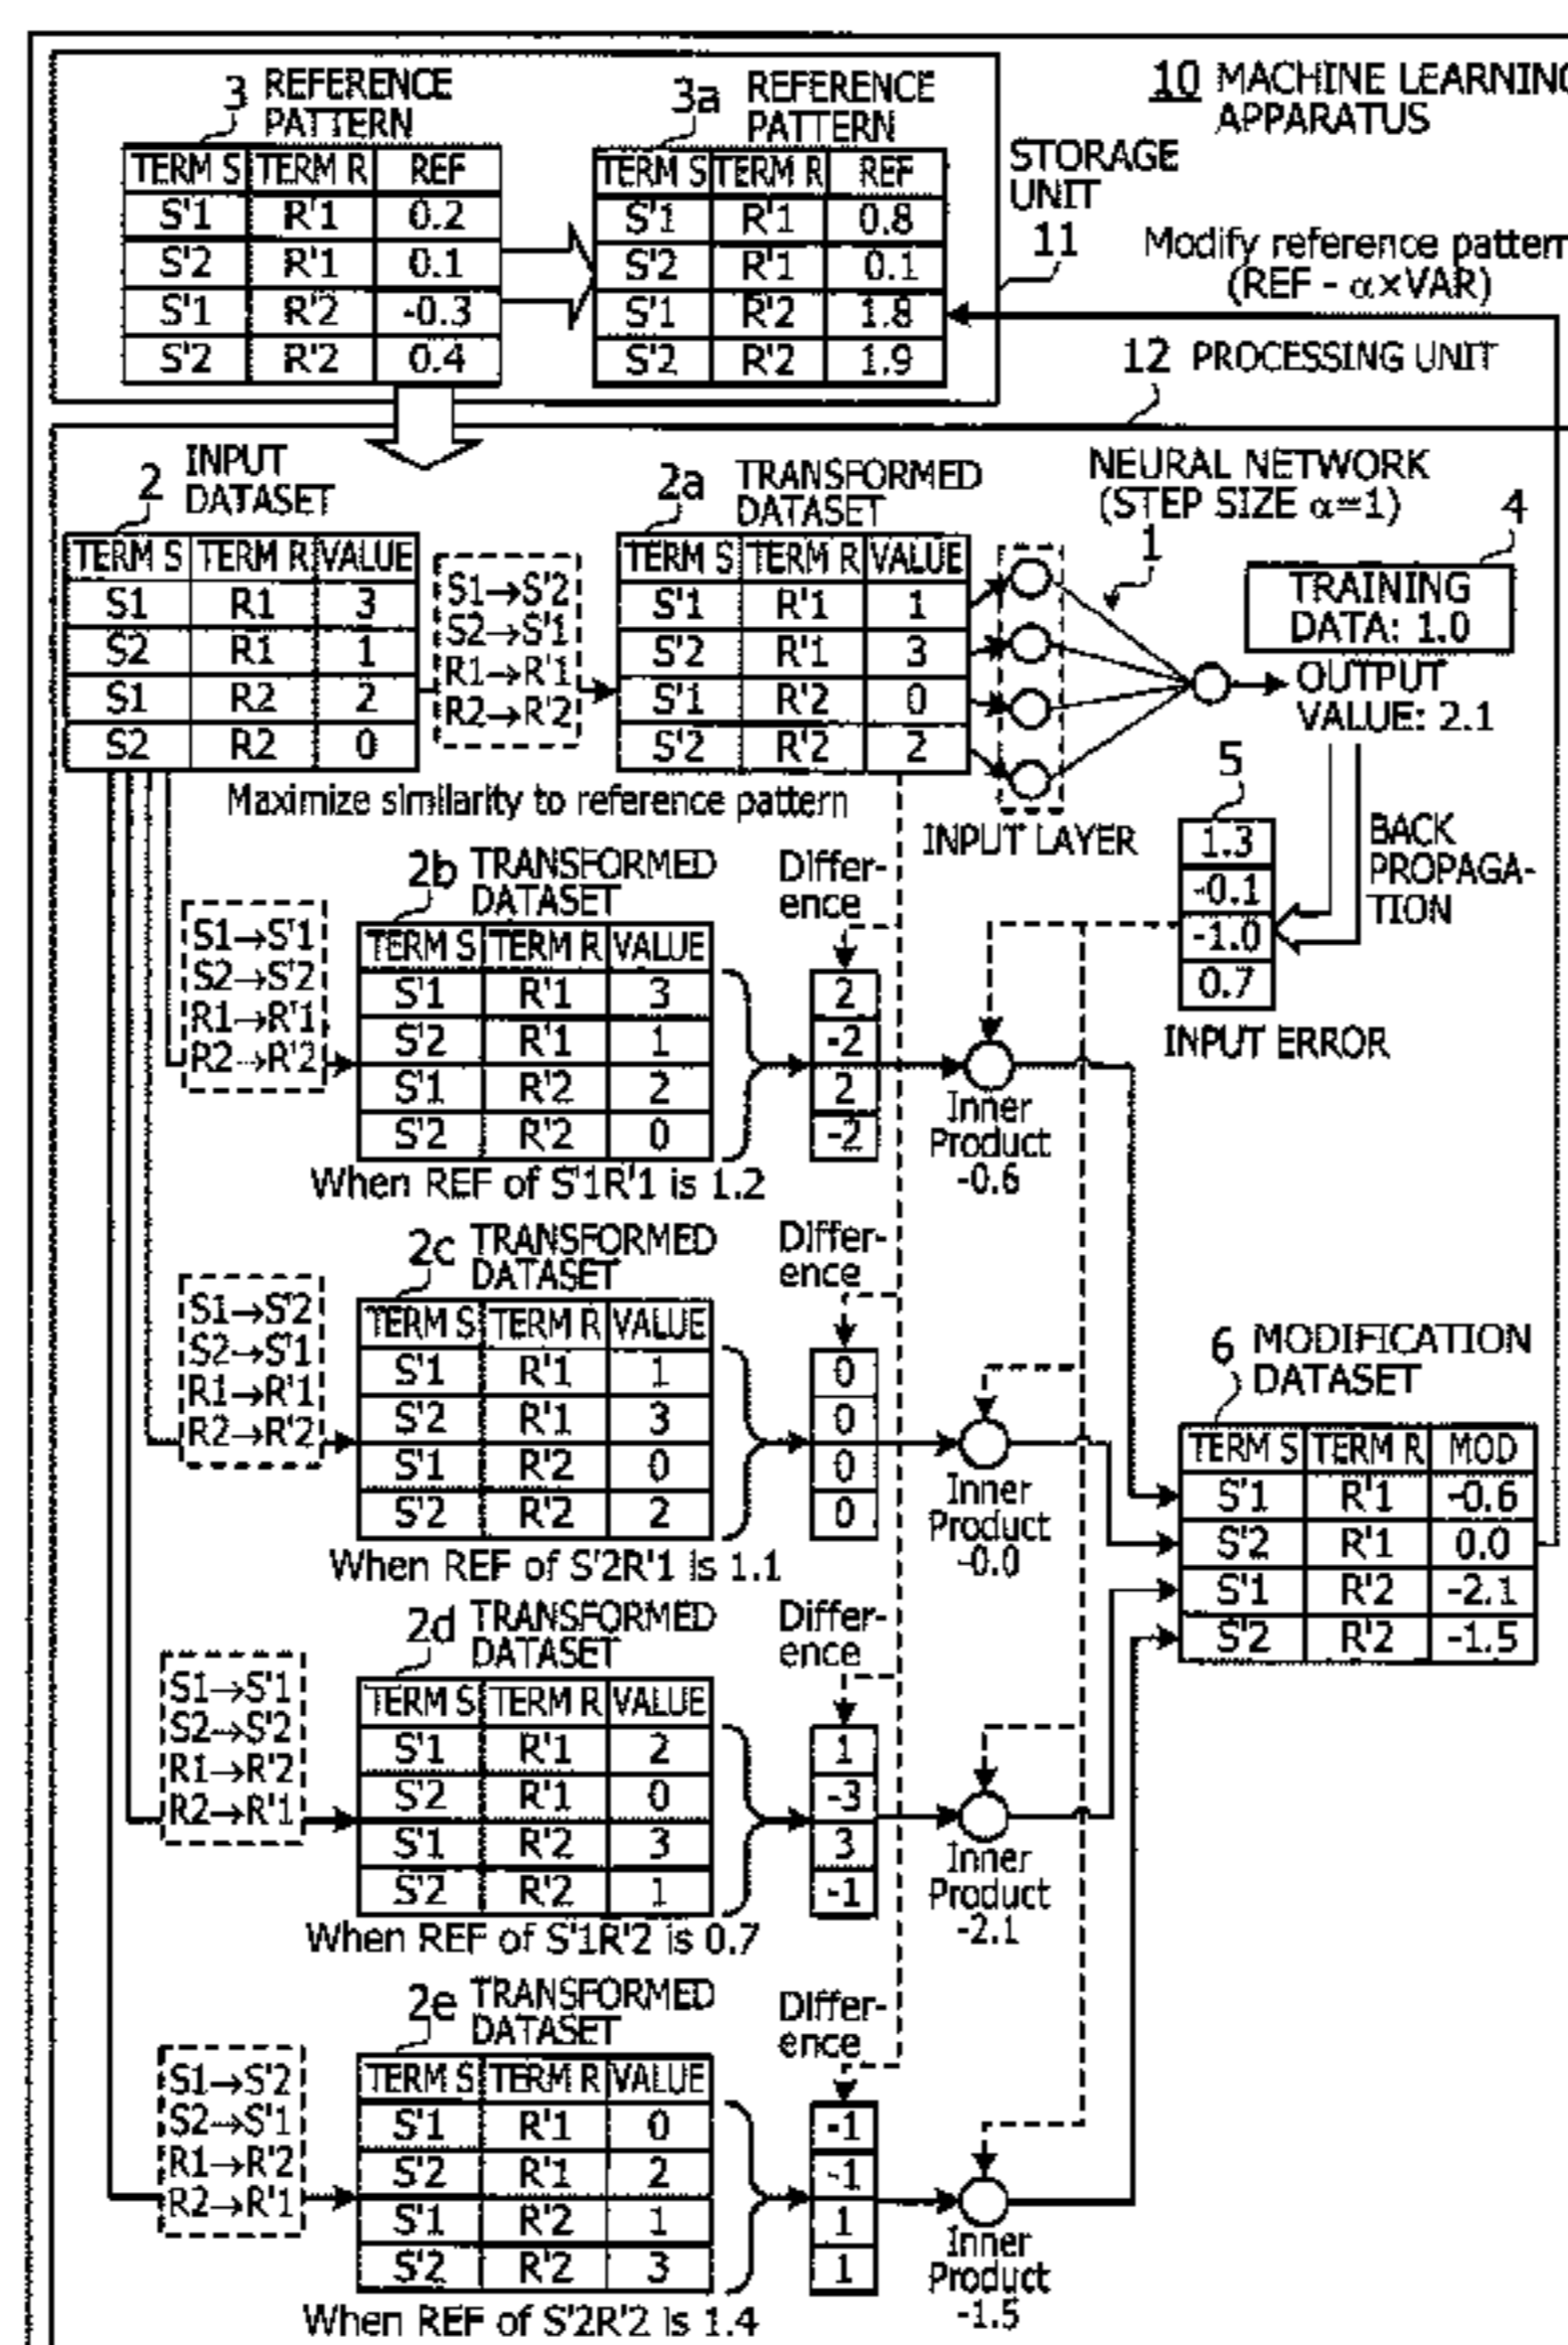 10 MACHINE LEARNING
APPARATUS
3 REFERENCE
PATTERN
TERM S TERM R REF
S'1 R'1 0.2
S'2 R'1 0.1
S'1 R'2 -0.3
S'2 R'2 0.4
3a REFERENCE
PATTERN
TERM S TERM R REF
S'1 R'1 0.8
S'2 R'1 0.1
S'1 R'2 1.8
S'2 R'2 1.9
STORAGE
UNIT
11
Modify reference pattern
(REF - α×VAR)
12 PROCESSING UNIT
2 INPUT
DATASET
TERM S TERM R VALUE
S1 R1 3
S2 R1 1
S1 R2 2
S2 R2 0
S1→S'2
S2→S'1
R1→R'1
R2→R'2
2a TRANSFORMED
DATASET
TERM S TERM R VALUE
S'1 R'1 1
S'2 R'1 3
S'1 R'2 0
S'2 R'2 2
Maximize similarity to reference pattern
NEURAL NETWORK
(STEP SIZE α=1)
1
4
TRAINING
DATA: 1.0
OUTPUT
VALUE: 2.1
INPUT LAYER
5
1.3
-0.1
-1.0
0.7
INPUT ERROR
BACK
PROPAGA-
TION
S1→S'1
S2→S'2
R1→R'1
R2→R'2
2b TRANSFORMED
DATASET
TERM S TERM R VALUE
S'1 R'1 3
S'2 R'1 1
S'1 R'2 2
S'2 R'2 0
When REF of S'1R'1 is 1.2
Differ-
ence
2
-2
2
-2
Inner
Product
-0.6
S1→S'2
S2→S'1
R1→R'1
R2→R'2
2c TRANSFORMED
DATASET
TERM S TERM R VALUE
S'1 R'1 1
S'2 R'1 3
S'1 R'2 0
S'2 R'2 2
When REF of S'2R'1 is 1.1
Differ-
ence
0
0
0
0
Inner
Product
-0.0
6 MODIFICATION
DATASET
TERM S TERM R MOD
S'1 R'1 -0.6
S'2 R'1 0.0
S'1 R'2 -2.1
S'2 R'2 -1.5
S1→S'1
S2→S'2
R1→R'2
R2→R'1
2d TRANSFORMED
DATASET
TERM S TERM R VALUE
S'1 R'1 2
S'2 R'1 0
S'1 R'2 3
S'2 R'2 1
When REF of S'1R'2 is 0.7
Differ-
ence
1
-3
3
-1
Inner
Product
-2.1
S1→S'2
S2→S'1
R1→R'2
R2→R'1
2e TRANSFORMED
DATASET
TERM S TERM R VALUE
S'1 R'1 0
S'2 R'1 2
S'1 R'2 1
S'2 R'2 3
When REF of S'2R'2 is 1.4
Differ-
ence
-1
-1
1
1
Inner
Product
-1.5